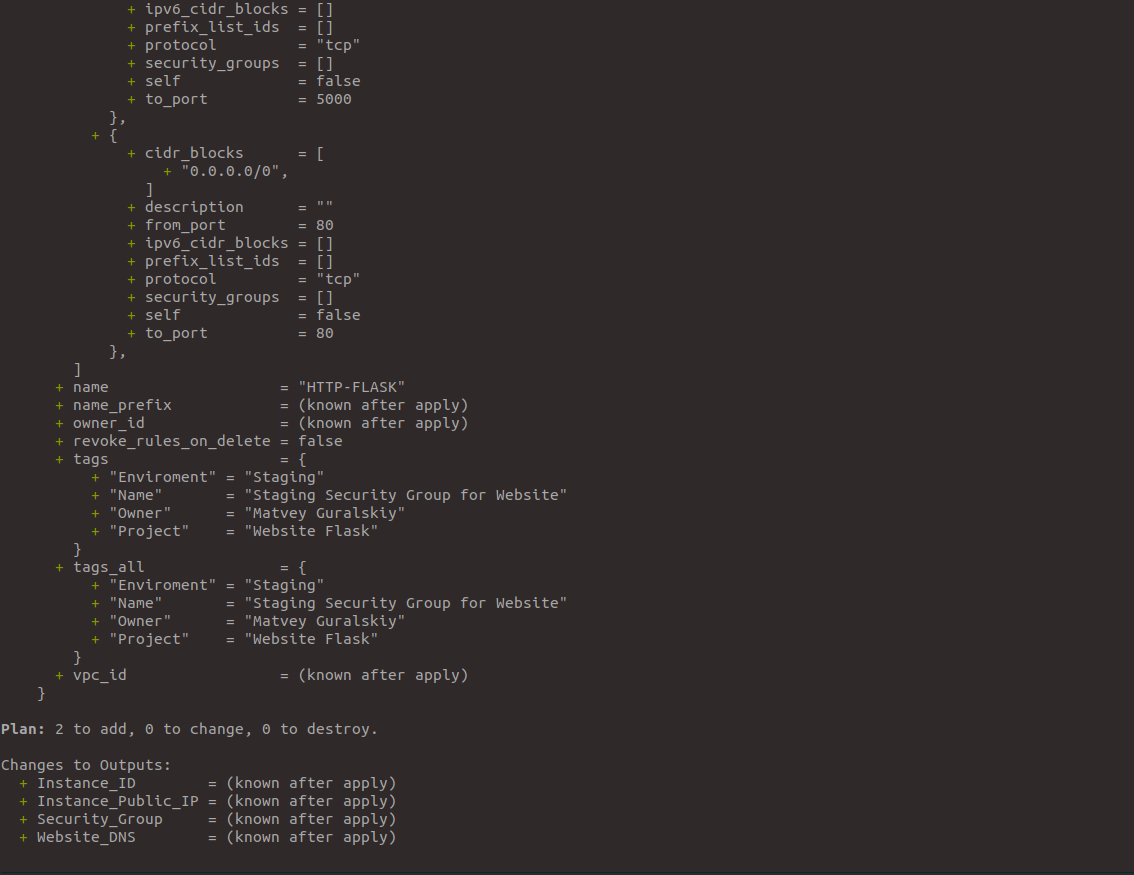 + ipv6_cidr_blocks = []
              + prefix_list_ids  = []
              + protocol         = "tcp"
              + security_groups  = []
              + self             = false
              + to_port          = 5000
            },
          + {
              + cidr_blocks      = [
                  + "0.0.0.0/0",
                ]
              + description      = ""
              + from_port        = 80
              + ipv6_cidr_blocks = []
              + prefix_list_ids  = []
              + protocol         = "tcp"
              + security_groups  = []
              + self             = false
              + to_port          = 80
            },
        ]
      + name                   = "HTTP-FLASK"
      + name_prefix            = (known after apply)
      + owner_id               = (known after apply)
      + revoke_rules_on_delete = false
      + tags                   = {
          + "Enviroment" = "Staging"
          + "Name"       = "Staging Security Group for Website"
          + "Owner"      = "Matvey Guralskiy"
          + "Project"    = "Website Flask"
        }
      + tags_all               = {
          + "Enviroment" = "Staging"
          + "Name"       = "Staging Security Group for Website"
          + "Owner"      = "Matvey Guralskiy"
          + "Project"    = "Website Flask"
        }
      + vpc_id                 = (known after apply)
    }
Plan: 2 to add, 0 to change, 0 to destroy.
Changes to Outputs:
  + Instance_ID        = (known after apply)
  + Instance_Public_IP = (known after apply)
  + Security_Group     = (known after apply)
  + Website_DNS        = (known after apply)